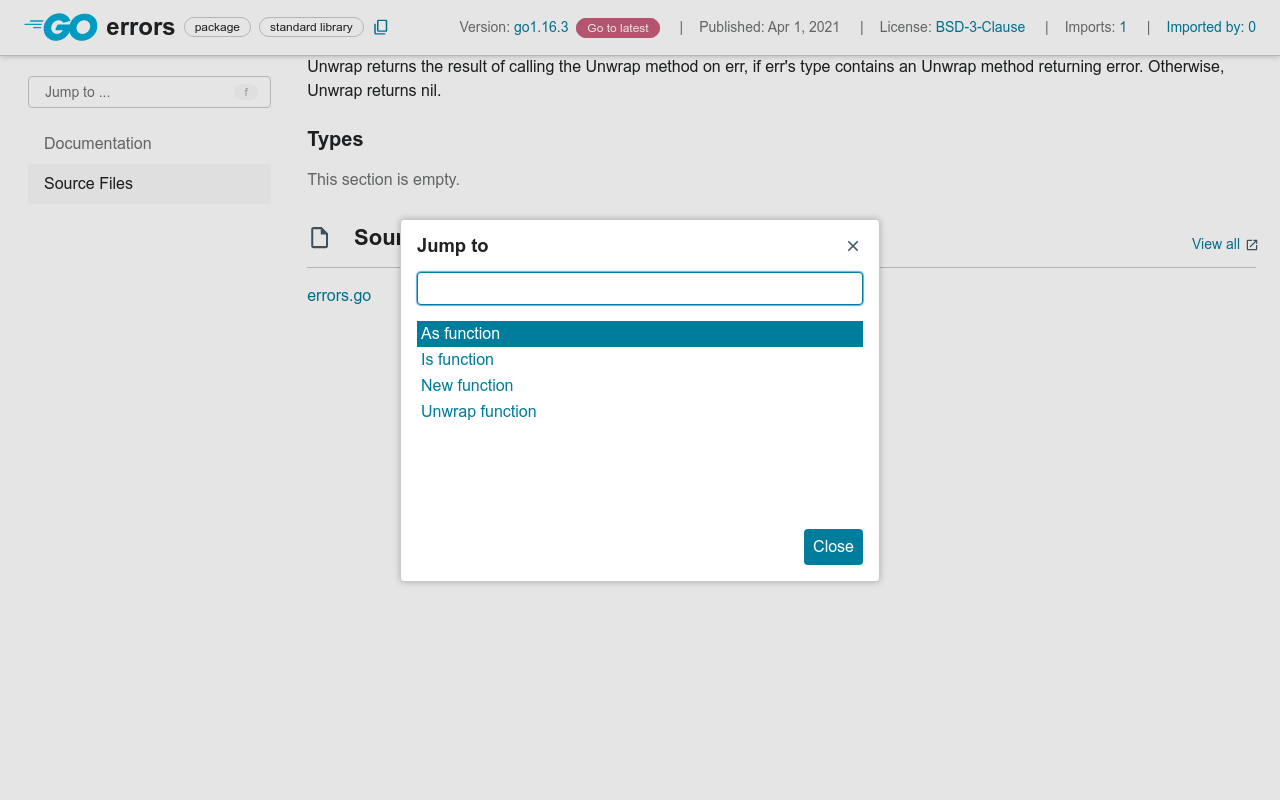 GO errors package standard library Version: go1.16.3 Go to latest | Published: Apr 1, 2021 | License: BSD-3-Clause | Imports: 1 | Imported by: 0
Unwrap returns the result of calling the Unwrap method on err, if err's type contains an Unwrap method returning error. Otherwise,
Unwrap returns nil.
Jump to ... f
Documentation
Source Files
Types
This section is empty.
Sour
View all
errors.go
Jump to
As function
Is function
New function
Unwrap function
Close